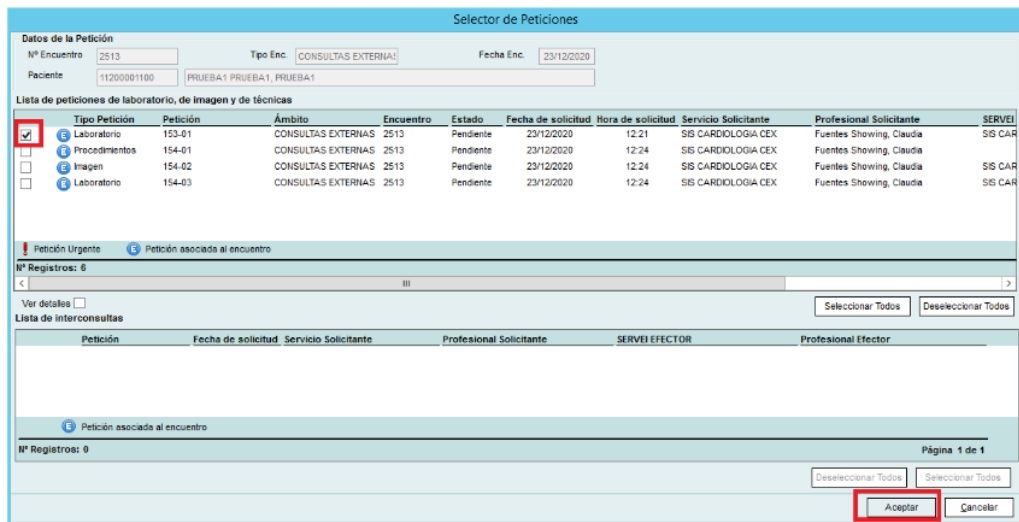 Selector de Peticiones
Datos de la Petición
Nº Encuentro 2513 Tipo Enc. CONSULTAS EXTERNAS Fecha Enc. 23/12/2020
Paciente 11200001100 PRUEBA1 PRUEBA1, PRUEBA1
Lista de peticiones de laboratorio, de imagen y de técnicas
Tipo Petición Petición Ámbito Encuentro Estado Fecha de solicitud Hora de solicitud Servicio Solicitante Profesional Solicitante SERVEI
E Laboratorio 153-01 CONSULTAS EXTERNAS 2513 Pendiente 23/12/2020 12:21 SIS CARDIOLOGIA CEX Fuentes Showing, Claudia SIS CAR
E Procedimientos 154-01 CONSULTAS EXTERNAS 2513 Pendiente 23/12/2020 12:24 SIS CARDIOLOGIA CEX Fuentes Showing, Claudia
E Imagen 154-02 CONSULTAS EXTERNAS 2513 Pendiente 23/12/2020 12:24 SIS CARDIOLOGIA CEX Fuentes Showing, Claudia SIS CAR
E Laboratorio 154-03 CONSULTAS EXTERNAS 2513 Pendiente 23/12/2020 12:24 SIS CARDIOLOGIA CEX Fuentes Showing, Claudia SIS CAR
! Petición Urgente E Petición asociada al encuentro
Nº Registros: 6
Ver detalles Seleccionar Todos Deseleccionar Todos
Lista de interconsultas
Petición Fecha de solicitud Servicio Solicitante Profesional Solicitante SERVEI EFECTOR Profesional Efector
E Petición asociada al encuentro
Nº Registros: 0 Página 1 de 1
Deseleccionar Todos Seleccionar Todos
Aceptar Cancelar